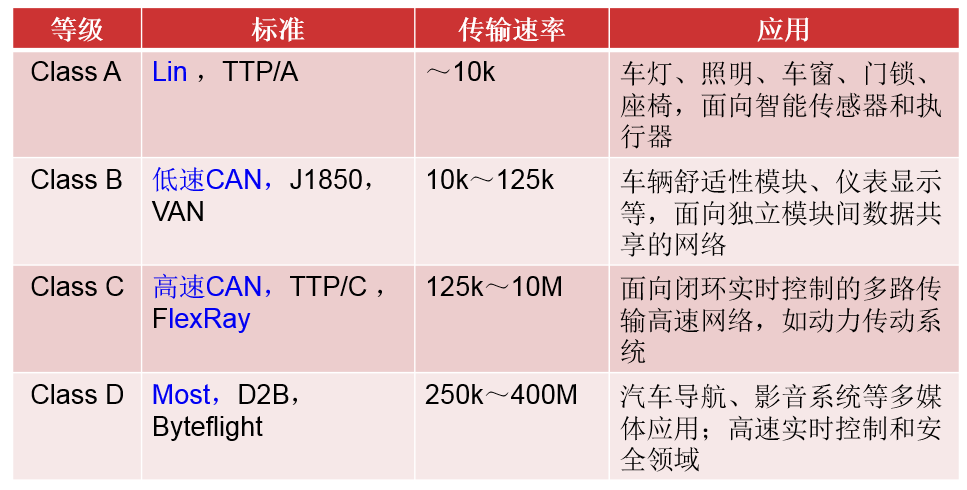 等级 标准 传输速率 应用
Class A Lin ，TTP/A ～10k 车灯、照明、车窗、门锁、
座椅，面向智能传感器和执
行器
Class B 低速CAN，J1850， 10k～125k 车辆舒适性模块、仪表显示
VAN 等，面向独立模块间数据共
享的网络
Class C 高速CAN，TTP/C ， 125k～10M 面向闭环实时控制的多路传
FlexRay 输高速网络，如动力传动系
统
Class D Most，D2B， 250k～400M 汽车导航、影音系统等多媒
Byteflight 体应用；高速实时控制和安
全领域